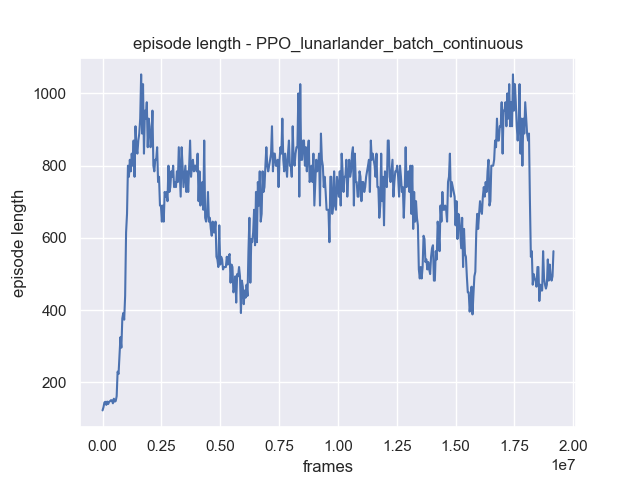 episode length - PPO_lunarlander_batch_continuous
1000
800
600
400
200
episode length
0.00 0.25 0.50 0.75 1.00 1.25 1.50 1.75 2.00
frames
1e7